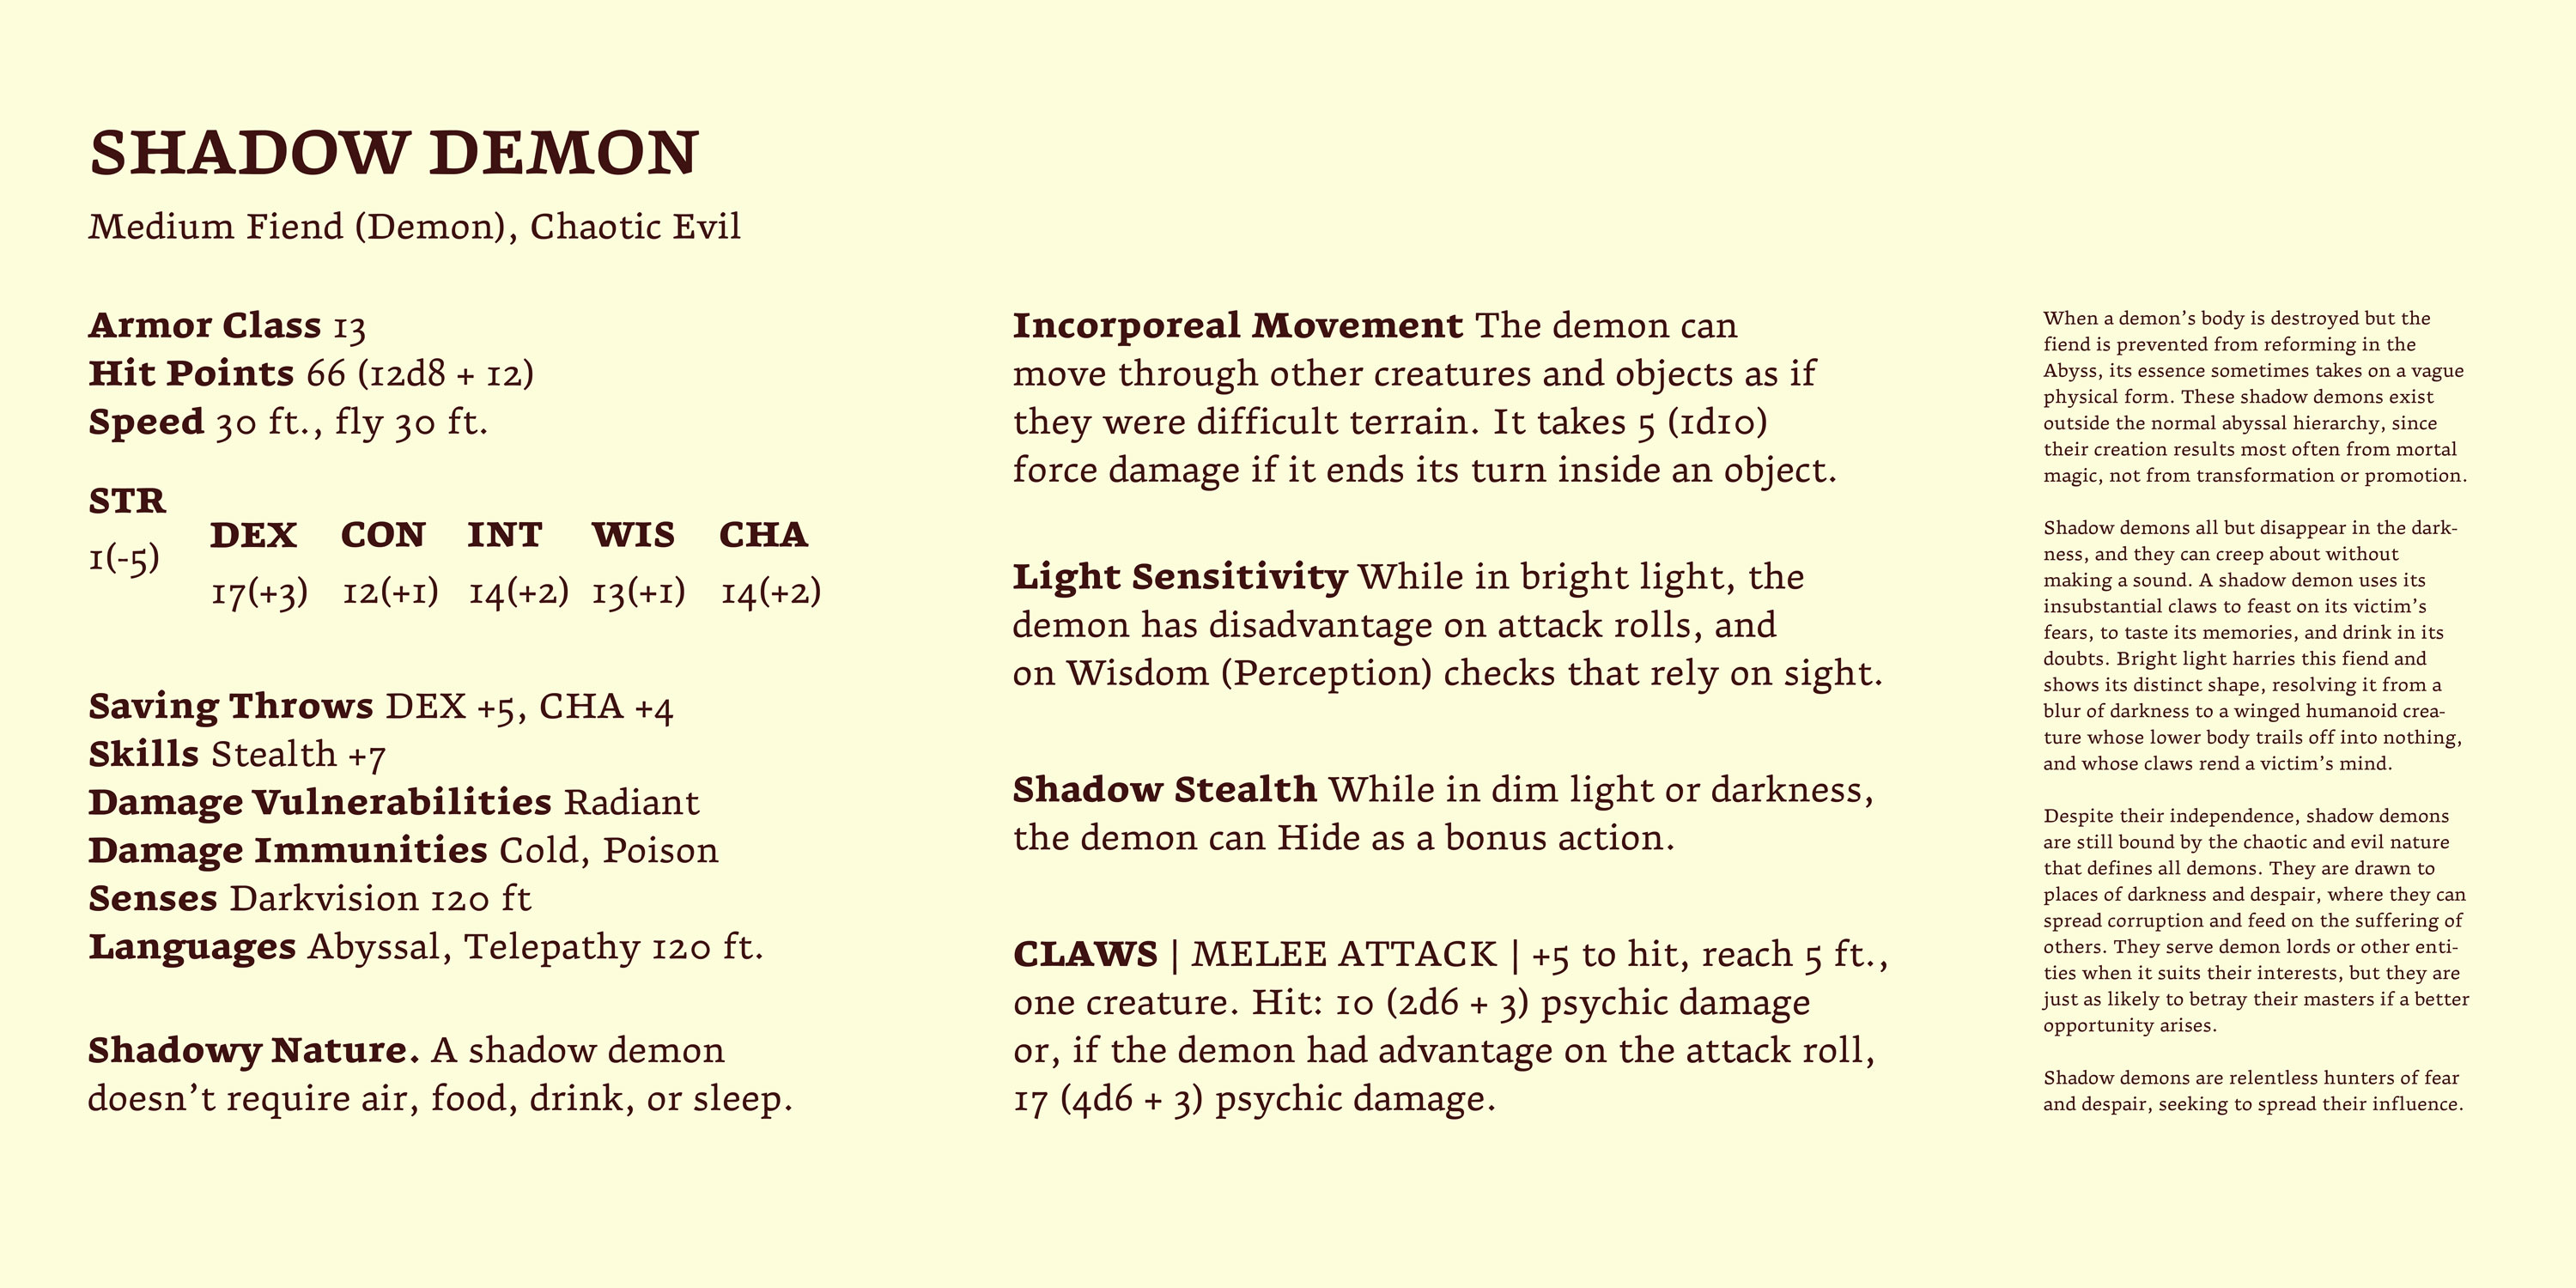 SHADOW DEMON
Medium Fiend (Demon), Chaotic Evil
Armor Class 13
Hit Points 66 (12d8 + 12)
Speed 30 ft., fly 30 ft.
STR DEX CON INT WIS CHA
1(-5) 17(+3) 12(+1) 14(+2) 13(+1) 14(+2)
Saving Throws DEX +5, CHA +4
Skills Stealth +7
Damage Vulnerabilities Radiant
Damage Immunities Cold, Poison
Senses Darkvision 120 ft
Languages Abyssal, Telepathy 120 ft.
Shadowy Nature. A shadow demon
doesn’t require air, food, drink, or sleep.
Incorporeal Movement The demon can
move through other creatures and objects as if
they were difficult terrain. It takes 5 (1d10)
force damage if it ends its turn inside an object.
Light Sensitivity While in bright light, the
demon has disadvantage on attack rolls, and
on Wisdom (Perception) checks that rely on sight.
Shadow Stealth While in dim light or darkness,
the demon can Hide as a bonus action.
CLAWS | MELEE ATTACK | +5 to hit, reach 5 ft.,
one creature. Hit: 10 (2d6 + 3) psychic damage
or, if the demon had advantage on the attack roll,
17 (4d6 + 3) psychic damage.
When a demon’s body is destroyed but the
fiend is prevented from reforming in the
Abyss, its essence sometimes takes on a vague
physical form. These shadow demons exist
outside the normal abyssal hierarchy, since
their creation results most often from mortal
magic, not from transformation or promotion.
Shadow demons all but disappear in the dark-
ness, and they can creep about without
making a sound. A shadow demon uses its
insubstantial claws to feast on its victim’s
fears, to taste its memories, and drink in its
doubts. Bright light harries this fiend and
shows its distinct shape, resolving it from a
blur of darkness to a winged humanoid crea-
ture whose lower body trails off into nothing,
and whose claws rend a victim’s mind.
Despite their independence, shadow demons
are still bound by the chaotic and evil nature
that defines all demons. They are drawn to
places of darkness and despair, where they can
spread corruption and feed on the suffering of
others. They serve demon lords or other enti-
ties when it suits their interests, but they are
just as likely to betray their masters if a better
opportunity arises.
Shadow demons are relentless hunters of fear
and despair, seeking to spread their influence.